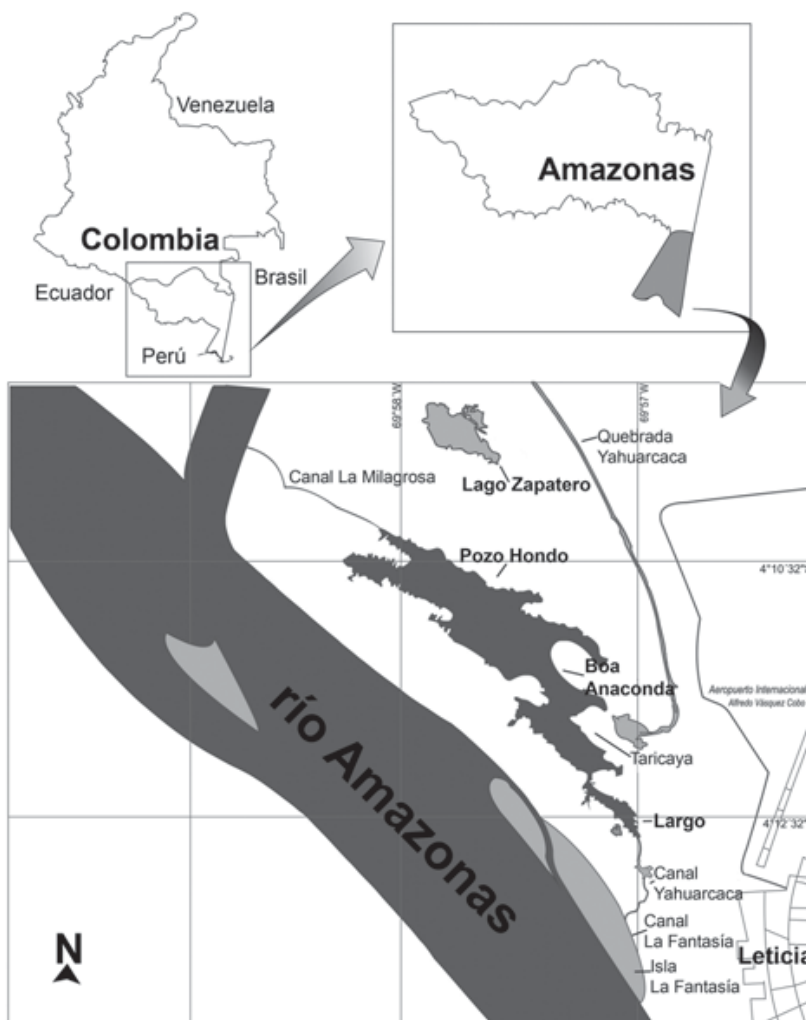 Venezuela
Colombia
Ecuador
Brasil
Perú
Amazonas
69°58´W
69°57´W
Quebrada
Yahuarcaca
Canal La Milagrosa
Lago Zapatero
Pozo Hondo
4°10´32"
Boa
Anaconda
Aeropuerto Internacional
Alfredo Vásquez Cobo
Taricaya
río Amazonas
Largo
4°12´32"
Canal
Yahuarcaca
Canal
La Fantasía
Isla
La Fantasía
Leticia
N